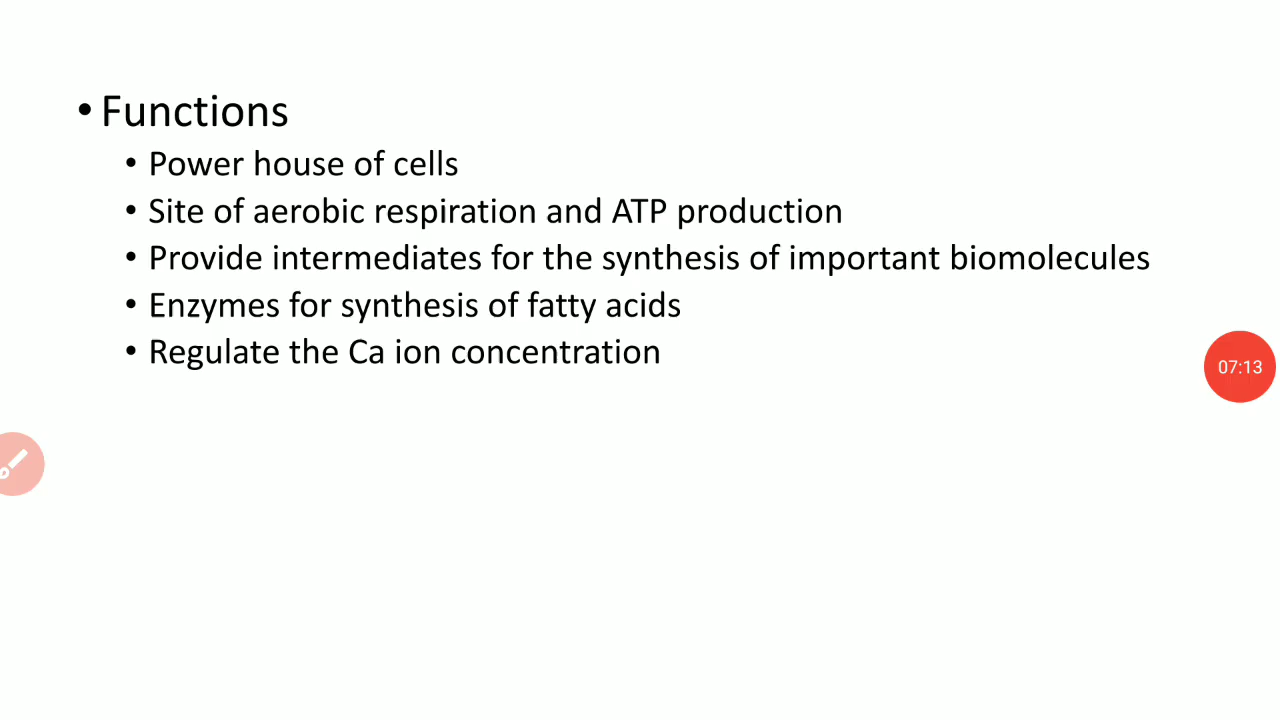 • Functions
• Power house of cells
• Site of aerobic respiration and ATP production
• Provide intermediates for the synthesis of important biomolecules
• Enzymes for synthesis of fatty acids
• Regulate the Ca ion concentration
07:13